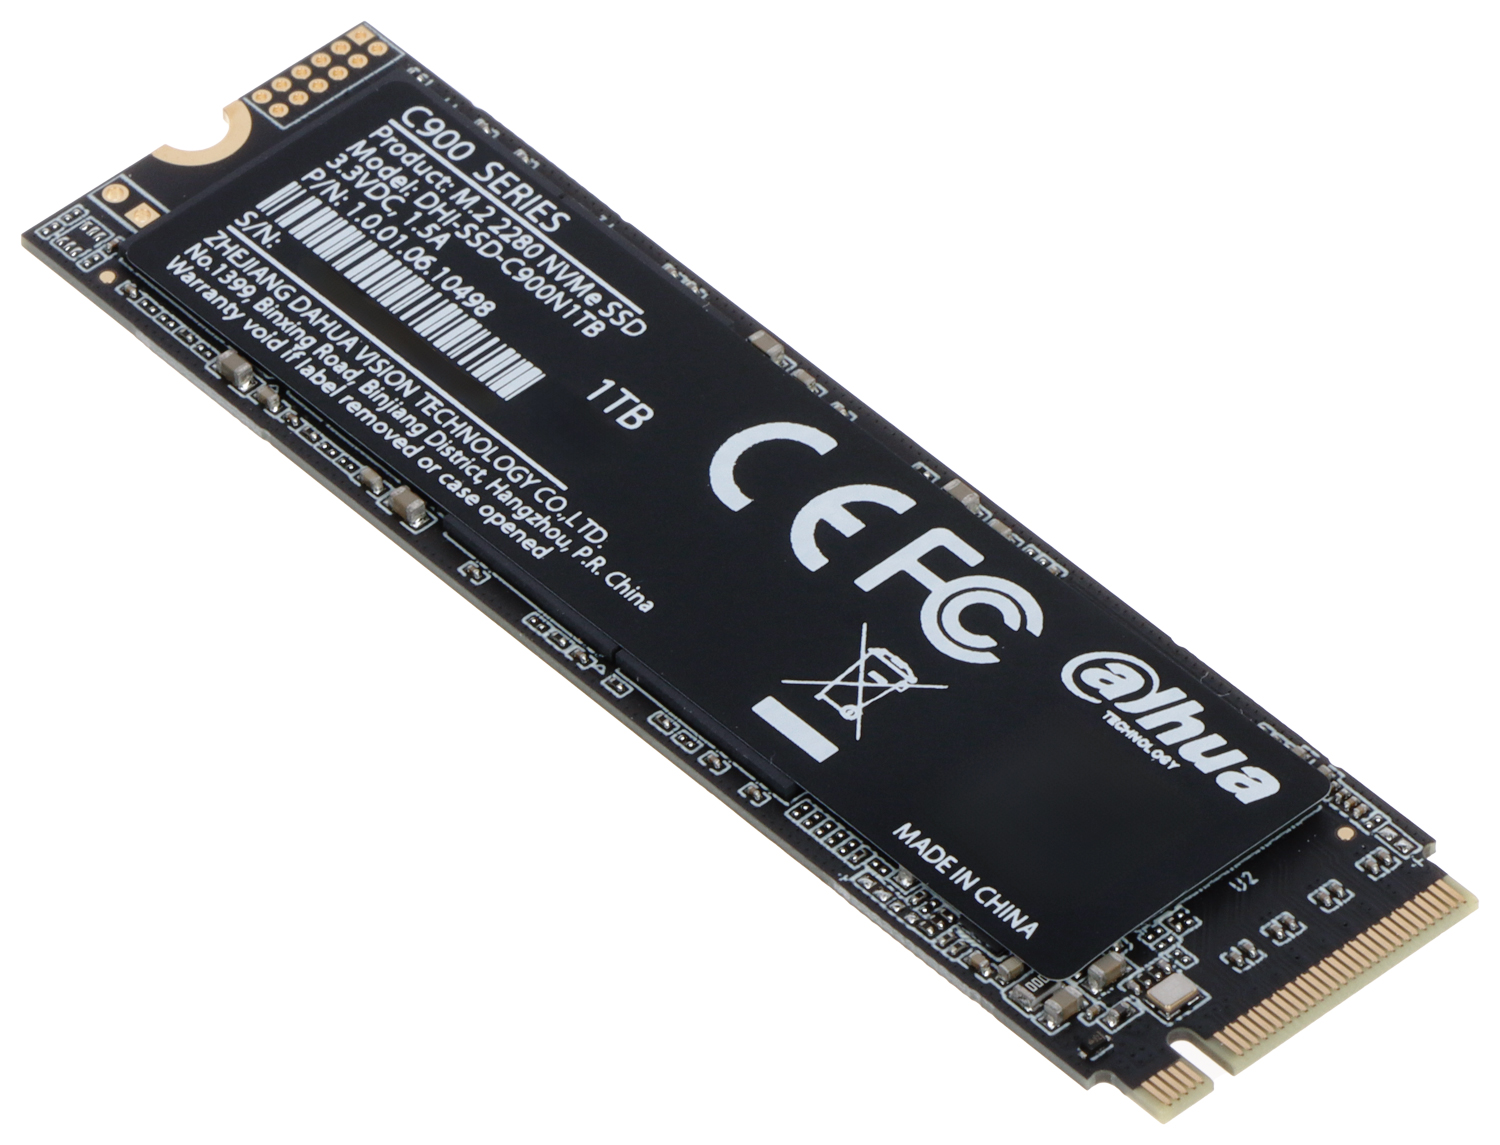 C900 SERIES
Product: M.2 2280 NVMe SSD
Model: DHI-SSD-C900N1TB
3.3VDC, 1.5A
P/N: 1.0.01.06.10498
S/N:
1TB
ZHEJIANG DAHUA VISION TECHNOLOGY CO.,LTD.
No.1399, Binxing Road, Binjiang District, Hangzhou, P.R. China
Warranty void if label removed or case opened
CE FC
alhua
TECHNOLOGY
MADE IN CHINA
U2